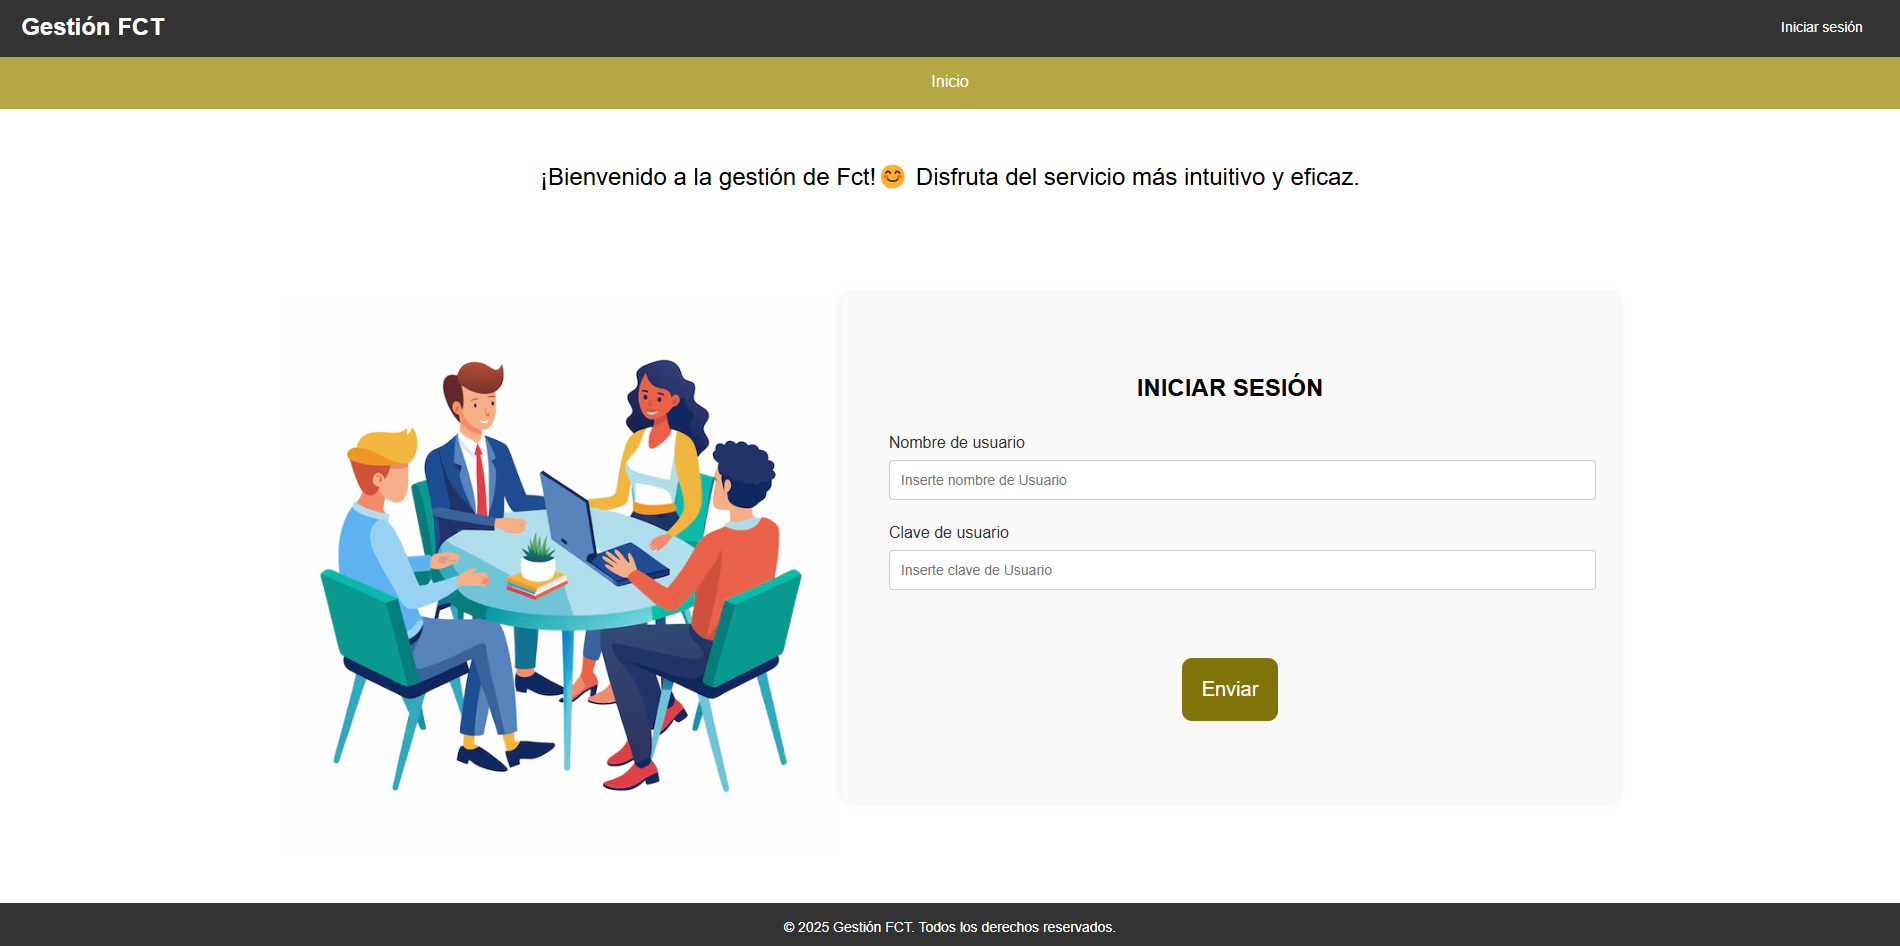 Gestión FCT
Iniciar sesión
Inicio
¡Bienvenido a la gestión de Fct!😊 Disfruta del servicio más intuitivo y eficaz.
INICIAR SESIÓN
Nombre de usuario
Inserte nombre de Usuario
Clave de usuario
Inserte clave de Usuario
Enviar
© 2025 Gestión FCT. Todos los derechos reservados.